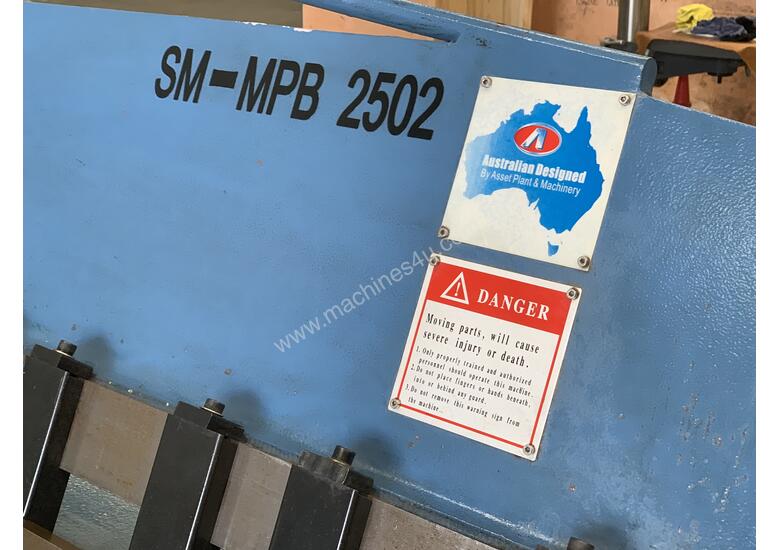 SM-MPB 2502
Australian Designed
By Asset Plant & Machinery
www.machines4u.co
DANGER
Moving parts, will cause
severe injury or death.
1. Only properly trained and authorized
personnel should operate this machine.
2. Do not place fingers or hands beneath,
into or behind any guard.
3. Do not remove this warning sign from
the machine.